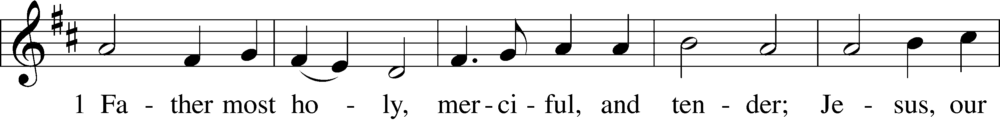 1 Fa - ther most ho - ly, mer - ci - ful, and ten - der; Je - sus, our